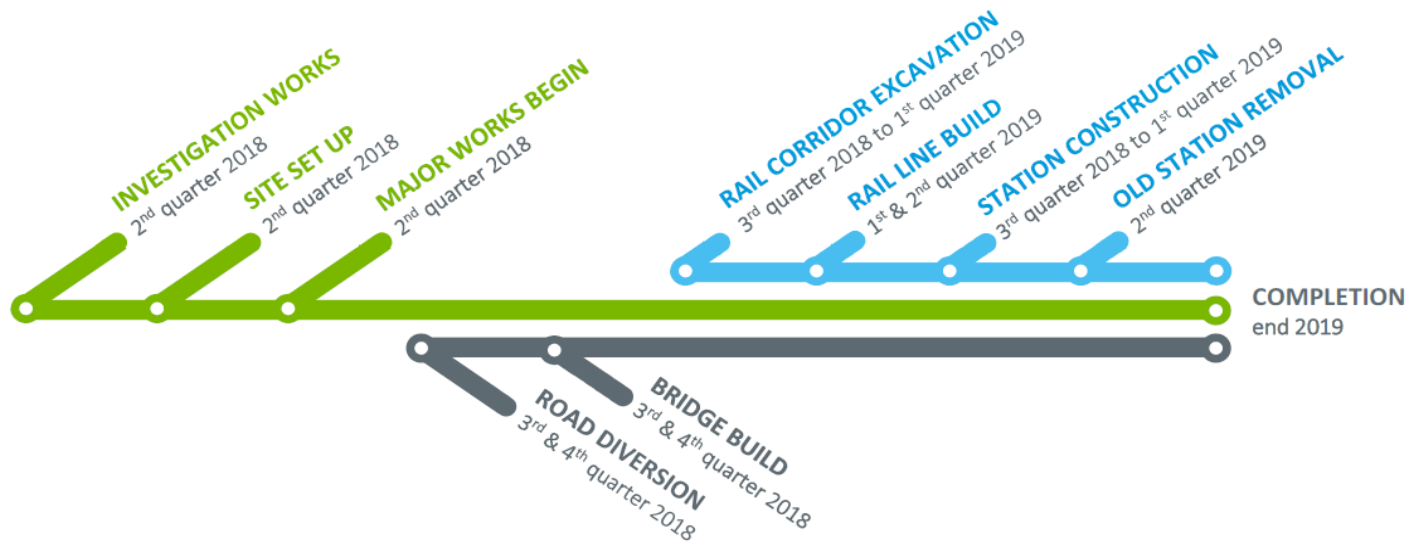 INVESTIGATION WORKS
2nd quarter 2018
SITE SET UP
2nd quarter 2018
MAJOR WORKS BEGIN
2nd quarter 2018
RAIL CORRIDOR EXCAVATION
3rd quarter 2018 to 1st quarter 2019
RAIL LINE BUILD
1st & 2nd quarter 2019
STATION CONSTRUCTION
3rd quarter 2018 to 1st quarter 2019
OLD STATION REMOVAL
2nd quarter 2019
COMPLETION
end 2019
ROAD DIVERSION
3rd & 4th quarter 2018
BRIDGE BUILD
3rd & 4th quarter 2018